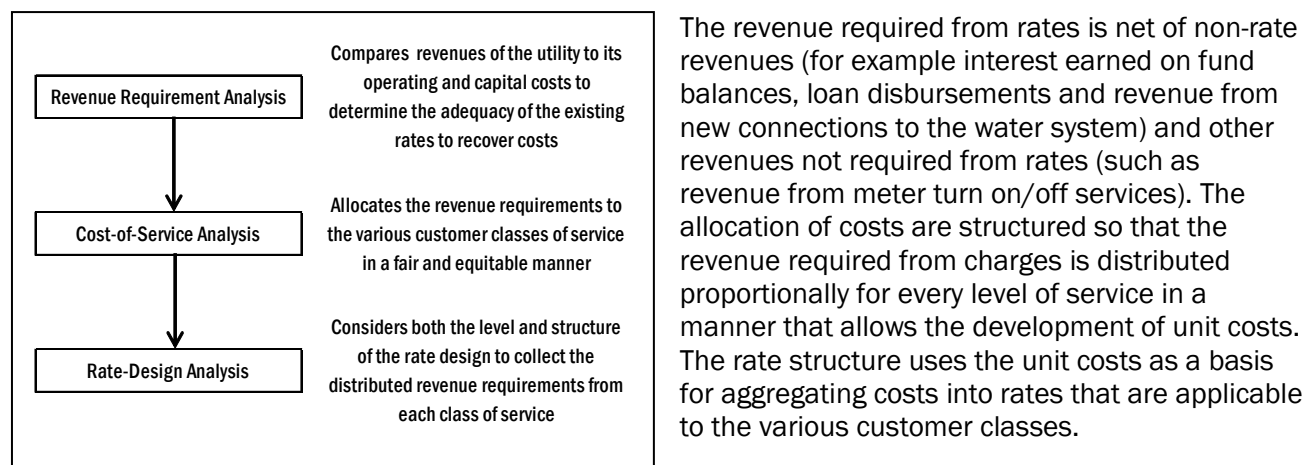 Revenue Requirement Analysis
Compares revenues of the utility to its
operating and capital costs to
determine the adequacy of the existing
rates to recover costs
Cost-of-Service Analysis
Allocates the revenue requirements to
the various customer classes of service
in a fair and equitable manner
Rate-Design Analysis
Considers both the level and structure
of the rate design to collect the
distributed revenue requirements from
each class of service
The revenue required from rates is net of non-rate
revenues (for example interest earned on fund
balances, loan disbursements and revenue from
new connections to the water system) and other
revenues not required from rates (such as
revenue from meter turn on/off services). The
allocation of costs are structured so that the
revenue required from charges is distributed
proportionally for every level of service in a
manner that allows the development of unit costs.
The rate structure uses the unit costs as a basis
for aggregating costs into rates that are applicable
to the various customer classes.